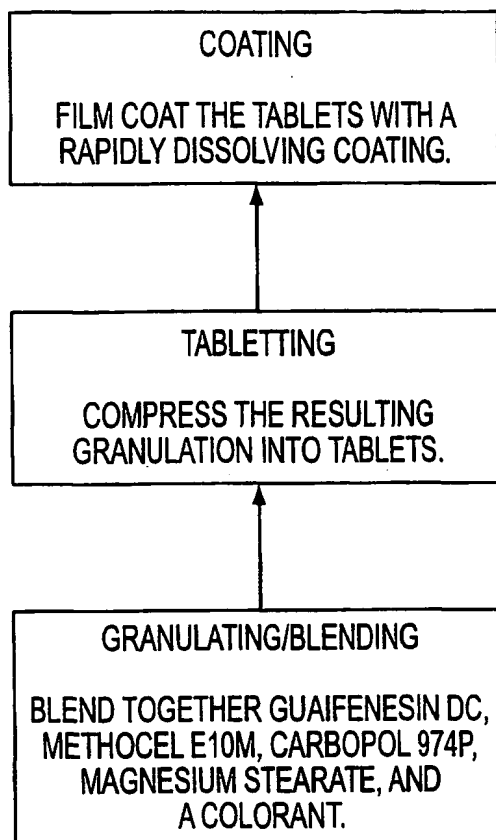 COATING
FILM COAT THE TABLETS WITH A
RAPIDLY DISSOLVING COATING.
TABLETTING
COMPRESS THE RESULTING
GRANULATION INTO TABLETS.
GRANULATING/BLENDING
BLEND TOGETHER GUAIFENESIN DC,
METHOCEL E10M, CARBOPOL 974P,
MAGNESIUM STEARATE, AND
A COLORANT.